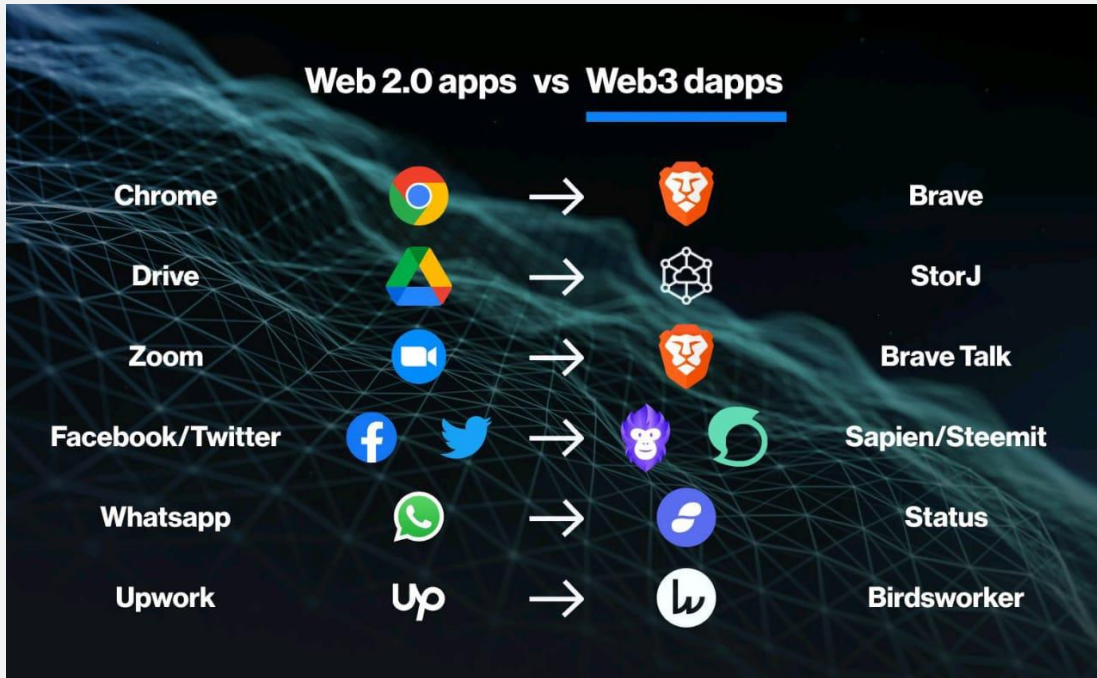 Web 2.0 apps vs Web3 dapps
Chrome Brave
Drive StorJ
Zoom Brave Talk
Facebook/Twitter Sapien/Steemit
Whatsapp Status
Upwork up Birdsworker